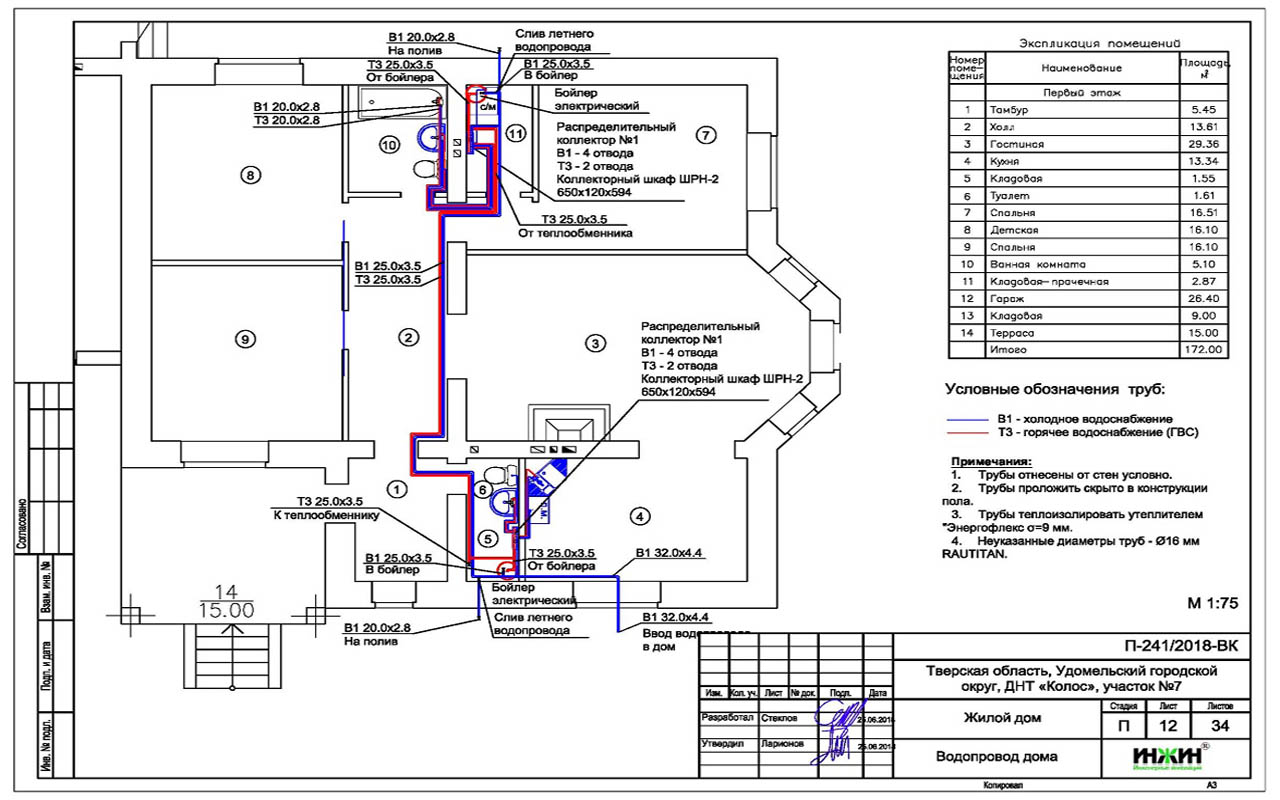 В1 20.0x2.8
На полив
Слив летнего
водопровода
Т3 25.0x3.5
От бойлера
В1 25.0x3.5
В бойлер
В1 20.0x2.8
Т3 20.0x2.8
Бойлер
электрический
с/м
Распределительный
коллектор №1
В1 - 4 отвода
Т3 - 2 отвода
Коллекторный шкаф ШРН-2
650x120x594
7
8
10
11
Т3 25.0x3.5
От теплообменника
В1 25.0x3.5
Т3 25.0x3.5
9
2
3
Распределительный
коллектор №1
В1 - 4 отвода
Т3 - 2 отвода
Коллекторный шкаф ШРН-2
650x120x594
1
6
5
4
Т3 25.0x3.5
К теплообменнику
В1 25.0x3.5
В бойлер
Т3 25.0x3.5
От бойлера
В1 32.0x4.4
Бойлер
электрический
14
15.00
В1 20.0x2.8
На полив
Слив летнего
водопровода
В1 32.0x4.4
Ввод водопровода
в дом
Экспликация помещений
Номер поме-щения Наименование Площадь, м²
Первый этаж
1 Тамбур 5.45
2 Холл 13.61
3 Гостинся 29.36
4 Кухня 13.34
5 Кладовая 1.55
6 Туалет 1.61
7 Спальня 16.51
8 Детская 16.10
9 Спальня 16.10
10 Ванная комната 5.10
11 Кладовая-прачечная 2.87
12 Гараж 26.40
13 Кладовая 9.00
14 Терраса 15.00
Итого 172.00
Условные обозначения труб:
В1 - холодное водоснабжение
Т3 - горячее водоснабжение (ГВС)
Примечания:
1. Трубы отнесены от стен условно.
2. Трубы проложить скрыто в конструкции
пола.
3. Трубы теплоизолировать утеплителем
"Энергофлекс σ=9 мм.
4. Неуказанные диаметры труб - Ø16 мм
RAUTITAN.
М 1:75
Согласовано
Взам. инв. №
Подп. и дата
Инв. № подл.
П-241/2018-ВК
Тверская область, Удомельский городской
округ, ДНТ «Колос», участок №7
Изм. Кол. уч. Лист № док. Подп. Дата
Разработал Стеклов 25.06.2018
Утвердил Ларионов 25.06.2018
Жилой дом
Стадия Лист Листов
П 12 34
Водопровод дома
ИНЖИН®
Инженерные инновации
Копировал А3